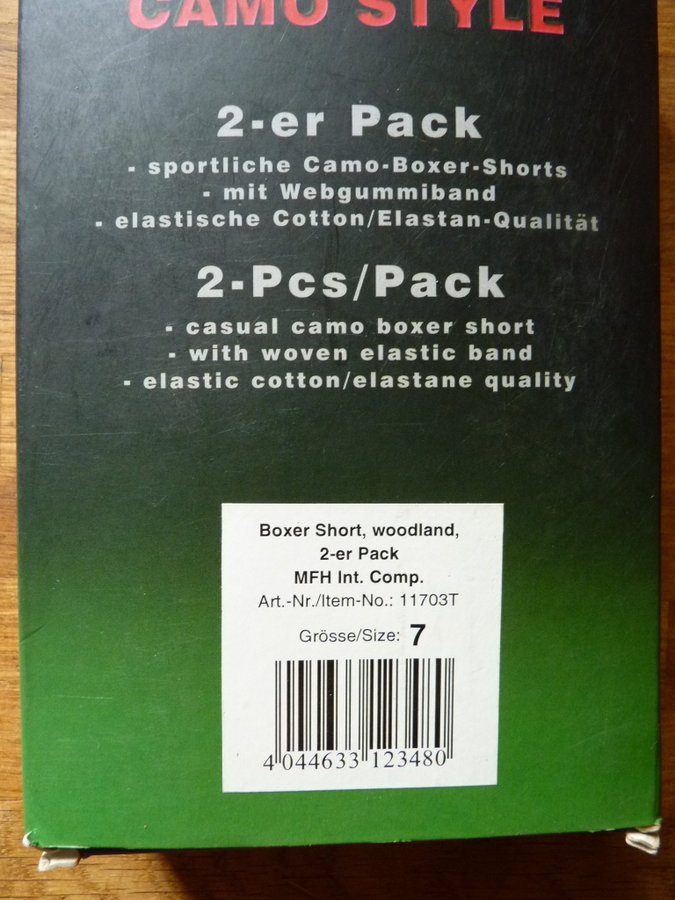 CAMO STYLE
2-er Pack
- sportliche Camo-Boxer-Shorts
- mit Webgummiband
- elastische Cotton/Elastan-Qualität
2-Pcs/Pack
- casual camo boxer short
- with woven elastic band
- elastic cotton/elastane quality
Boxer Short, woodland,
2-er Pack
MFH Int. Comp.
Art.-Nr./Item-No.: 11703T
Grösse/Size: 7
4 044633 123480